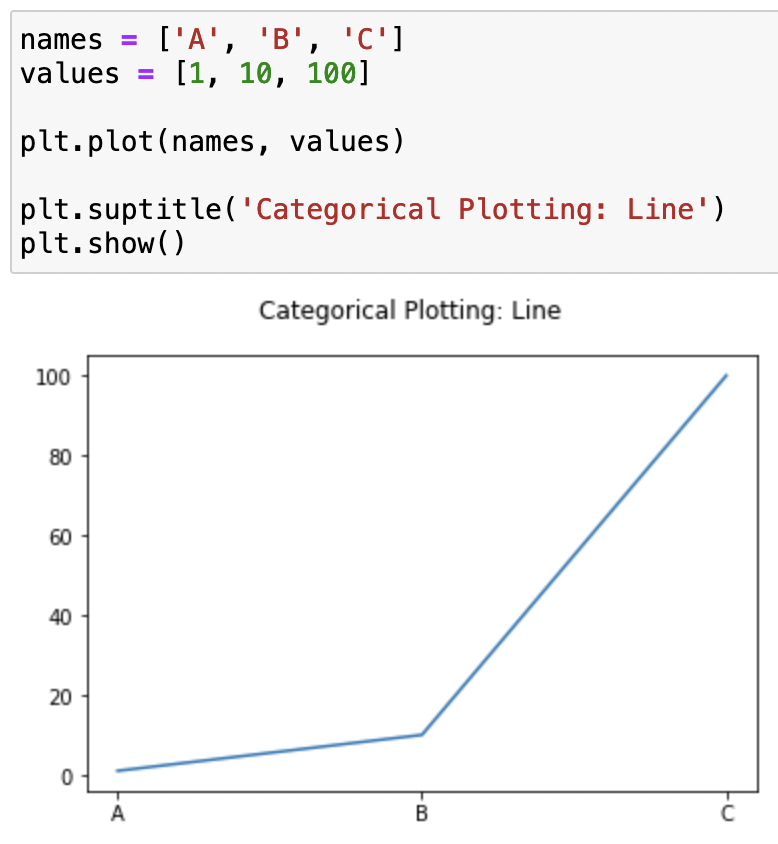 names = ['A', 'B', 'C']
values = [1, 10, 100]
plt.plot(names, values)
plt.suptitle('Categorical Plotting: Line')
plt.show()
Categorical Plotting: Line
100
80
60
40
20
0
A B C